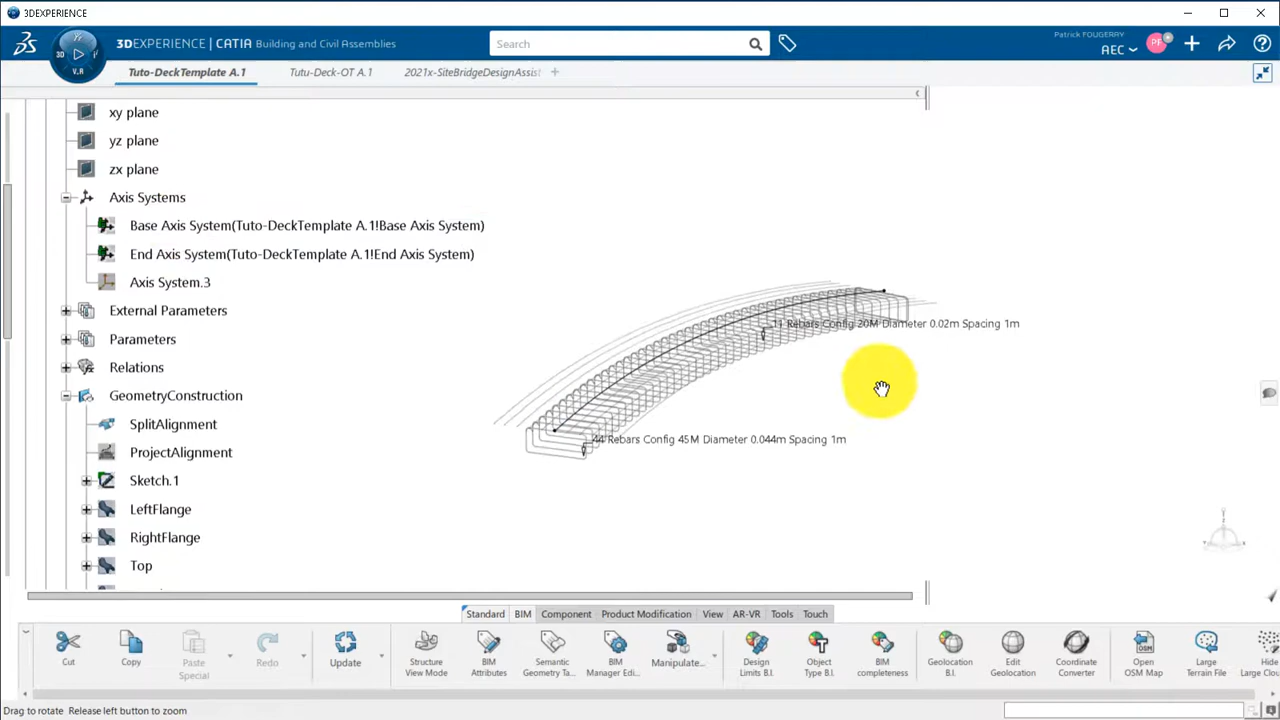 3DEXPERIENCE
3DEXPERIENCE | CATIA Building and Civil Assemblies
Search
Patrick FOUGERAY
AEC
3D
V.R
Tuto-DeckTemplate A.1
Tutu-Deck-OT A.1
2021x-SiteBridgeDesignAssist
xy plane
yz plane
zx plane
Axis Systems
Base Axis System(Tuto-DeckTemplate A.1!Base Axis System)
End Axis System(Tuto-DeckTemplate A.1!End Axis System)
Axis System.3
External Parameters
Parameters
Relations
GeometryConstruction
SplitAlignment
ProjectAlignment
Sketch.1
LeftFlange
RightFlange
Top
11 Rebars Config 20M Diameter 0.02m Spacing 1m
44 Rebars Config 45M Diameter 0.044m Spacing 1m
Standard BIM Component Product Modification View AR-VR Tools Touch
Cut
Copy
Paste Special
Redo
Update
Structure View Mode
BIM Attributes
Semantic Geometry Ta...
BIM Manager Edi...
Manipulate...
Design Limits B.I.
Object Type B.I.
BIM completeness
Geolocation B.I.
Edit Geolocation
Coordinate Converter
Open OSM Map
Large Terrain File
Hide Large Clou
Drag to rotate Release left button to zoom